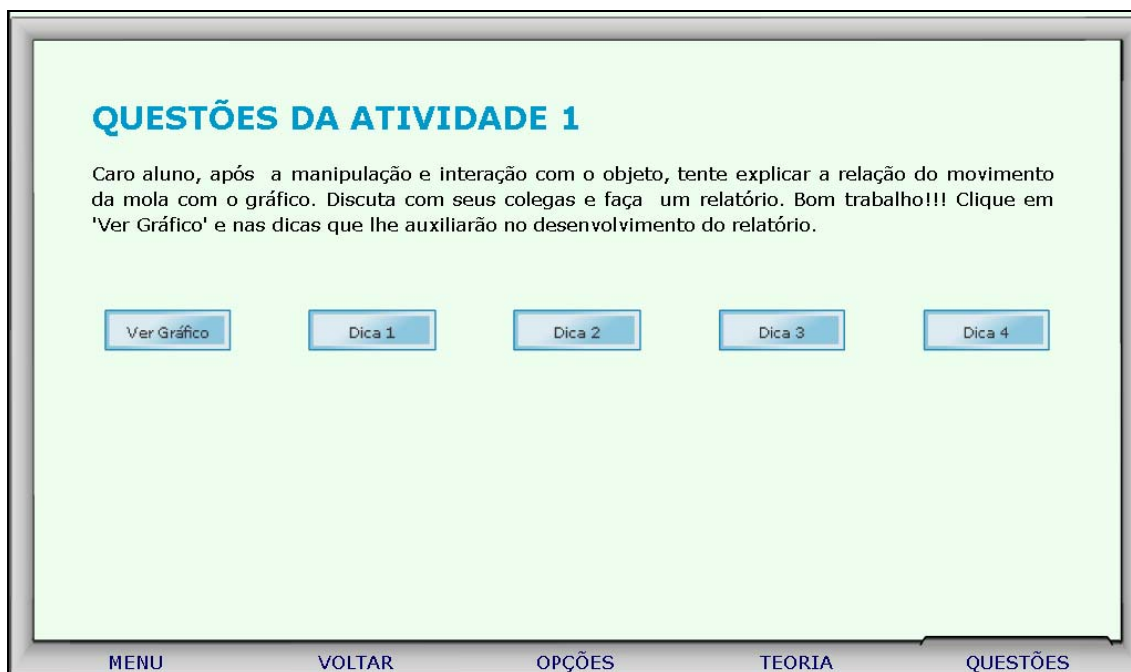 QUESTÕES DA ATIVIDADE 1
Caro aluno, após a manipulação e interação com o objeto, tente explicar a relação do movimento
da mola com o gráfico. Discuta com seus colegas e faça um relatório. Bom trabalho!!! Clique em
'Ver Gráfico' e nas dicas que lhe auxiliarão no desenvolvimento do relatório.
Ver Gráfico Dica 1 Dica 2 Dica 3 Dica 4
MENU VOLTAR OPÇÕES TEORIA QUESTÕES